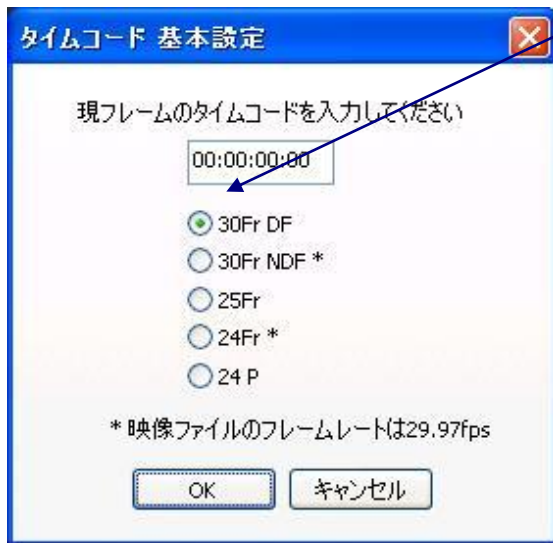 タイムコード 基本設定
現フレームのタイムコードを入力してください
00:00:00:00
30Fr DF
30Fr NDF *
25Fr
24Fr *
24 P
* 映像ファイルのフレームレートは29.97fps
OK キャンセル